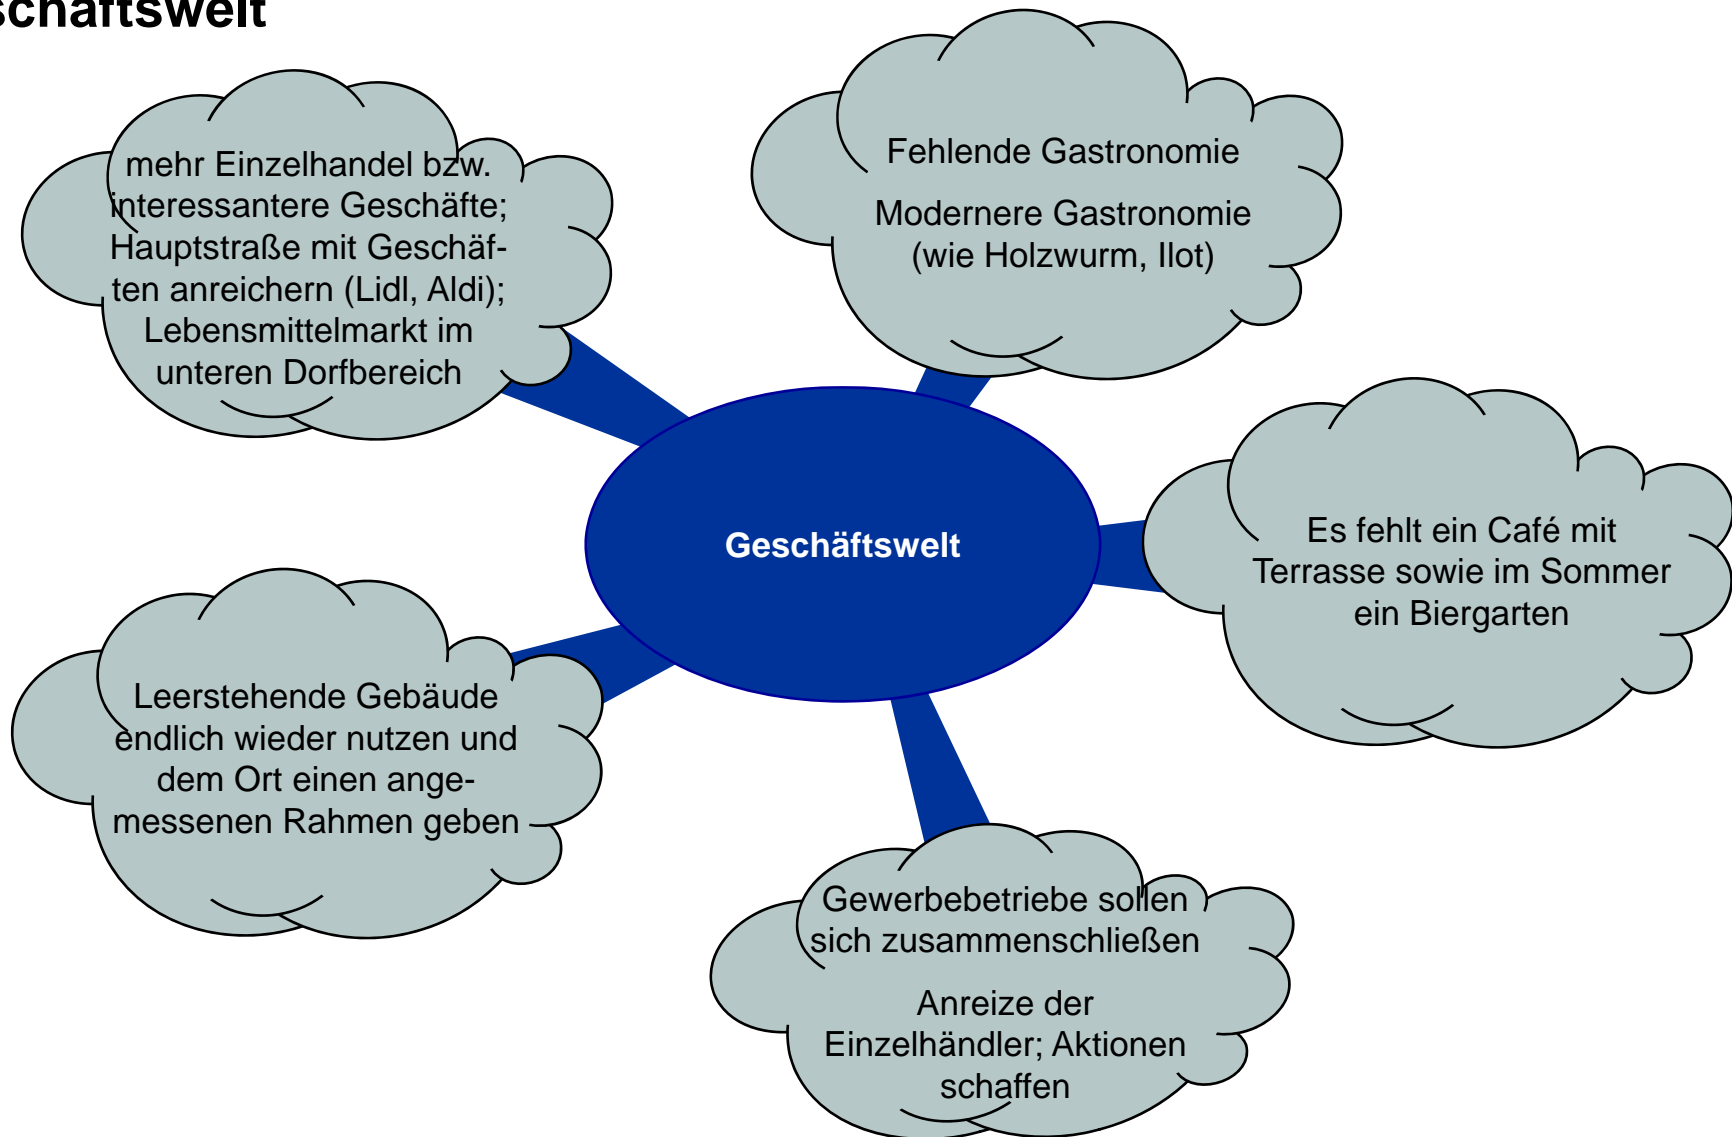 schäftswelt
mehr Einzelhandel bzw.
interessantere Geschäfte;
Hauptstraße mit Geschäf-
ten anreichern (Lidl, Aldi);
Lebensmittelmarkt im
unteren Dorfbereich
Fehlende Gastronomie
Modernere Gastronomie
(wie Holzwurm, Ilot)
Geschäftswelt
Es fehlt ein Café mit
Terrasse sowie im Sommer
ein Biergarten
Leerstehende Gebäude
endlich wieder nutzen und
dem Ort einen ange-
messenen Rahmen geben
Gewerbebetriebe sollen
sich zusammenschließen
Anreize der
Einzelhändler; Aktionen
schaffen